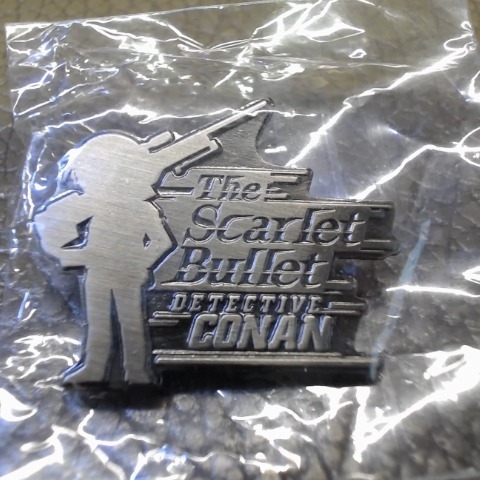 The
Scarlet
Bullet
DETECTIVE
CONAN